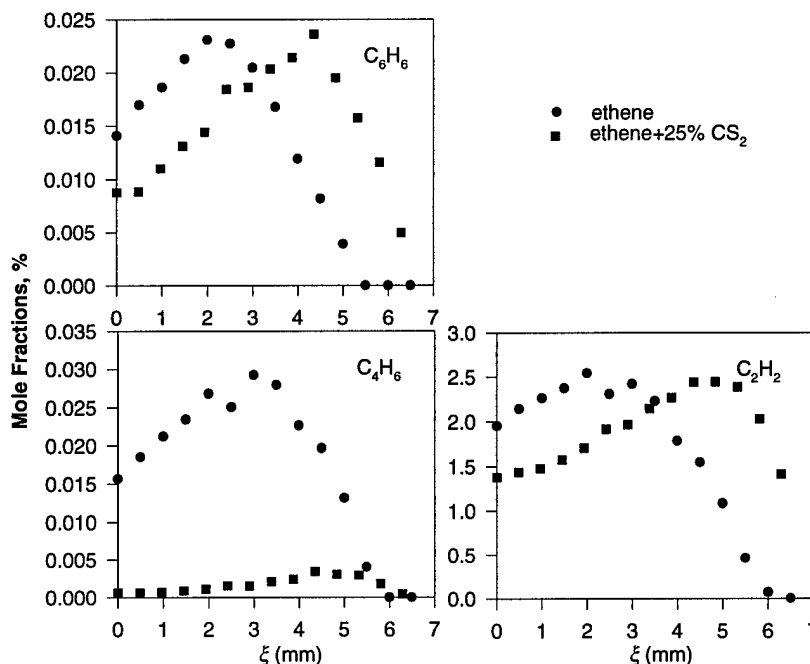 Mole Fractions, %
0.025
0.020
0.015
0.010
0.005
0.000
C₆H₆
0 1 2 3 4 5 6 7
ethene
ethene+25% CS₂
0.035
0.030
0.025
0.020
0.015
0.010
0.005
0.000
C₄H₆
0 1 2 3 4 5 6 7
ξ (mm)
3.0
2.5
2.0
1.5
1.0
0.5
0.0
C₂H₂
0 1 2 3 4 5 6 7
ξ (mm)